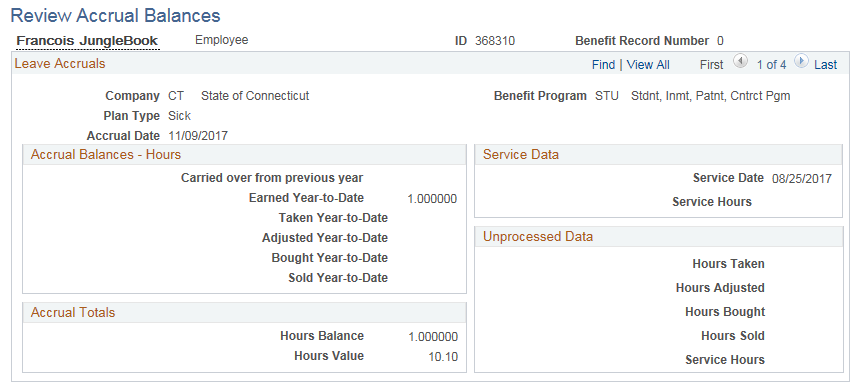 Review Accrual Balances
Francois JungleBook Employee ID 368310 Benefit Record Number 0
Leave Accruals Find | View All First 1 of 4 Last
Company CT State of Connecticut Benefit Program STU Stdnt, Inmt, Patnt, Cntrct Pgm
Plan Type Sick
Accrual Date 11/09/2017
Accrual Balances - Hours
Carried over from previous year
Earned Year-to-Date 1.000000
Taken Year-to-Date
Adjusted Year-to-Date
Bought Year-to-Date
Sold Year-to-Date
Accrual Totals
Hours Balance 1.000000
Hours Value 10.10
Service Data
Service Date 08/25/2017
Service Hours
Unprocessed Data
Hours Taken
Hours Adjusted
Hours Bought
Hours Sold
Service Hours